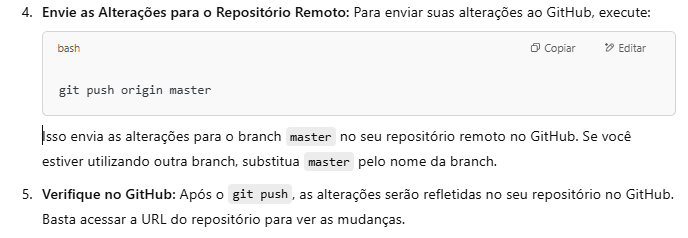 4. Envie as Alterações para o Repositório Remoto: Para enviar suas alterações ao GitHub, execute:
bash Copiar Editar
git push origin master
Isso envia as alterações para o branch master no seu repositório remoto no GitHub. Se você
estiver utilizando outra branch, substitua master pelo nome da branch.
5. Verifique no GitHub: Após o git push, as alterações serão refletidas no seu repositório no GitHub.
Basta acessar a URL do repositório para ver as mudanças.